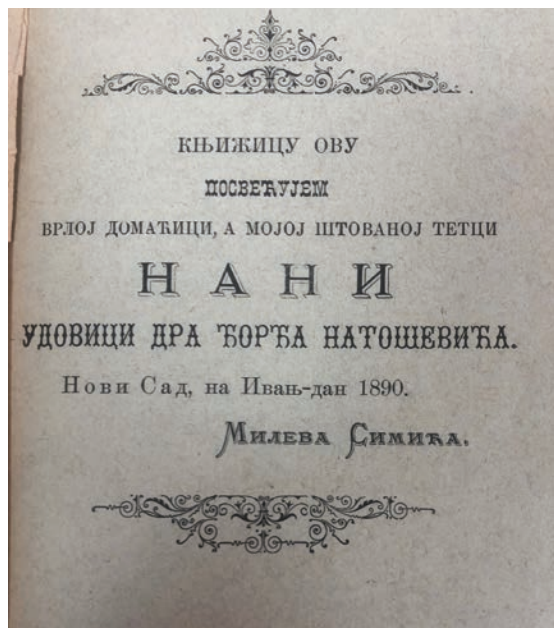 КЊИЖИЦУ ОВУ
ПОСВЕЋУЈЕМ
ВРЛОЈ ДОМАЋИЦИ, А МОЈОЈ ШТОВАНОЈ ТЕТЦИ
НАНИ
УДОВИЦИ ДРА ЂОРЂА НАТОШЕВИЋА.
Нови Сад, на Ивањ-дан 1890.
Милева Симића.